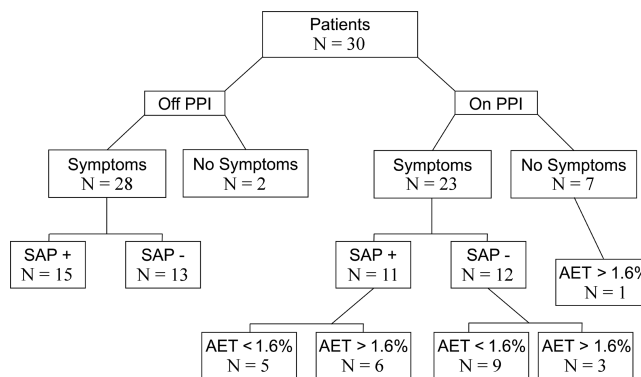 Patients
N = 30
Off PPI
On PPI
Symptoms
N = 28
No Symptoms
N = 2
Symptoms
N = 23
No Symptoms
N = 7
SAP +
N = 15
SAP -
N = 13
SAP +
N = 11
SAP -
N = 12
AET > 1.6%
N = 1
AET < 1.6%
N = 5
AET > 1.6%
N = 6
AET < 1.6%
N = 9
AET > 1.6%
N = 3